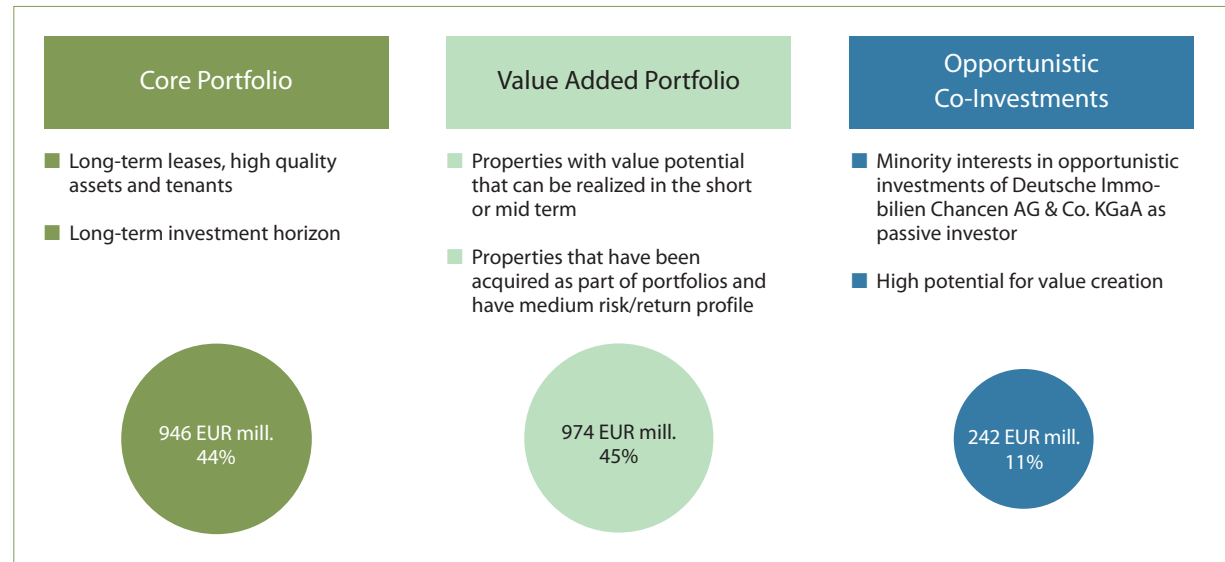 Core Portfolio
Long-term leases, high quality
assets and tenants
Long-term investment horizon
946 EUR mill.
44%
Value Added Portfolio
Properties with value potential
that can be realized in the short
or mid term
Properties that have been
acquired as part of portfolios and
have medium risk/return profile
974 EUR mill.
45%
Opportunistic
Co-Investments
Minority interests in opportunistic
investments of Deutsche Immo-
bilien Chancen AG & Co. KGaA as
passive investor
High potential for value creation
242 EUR mill.
11%